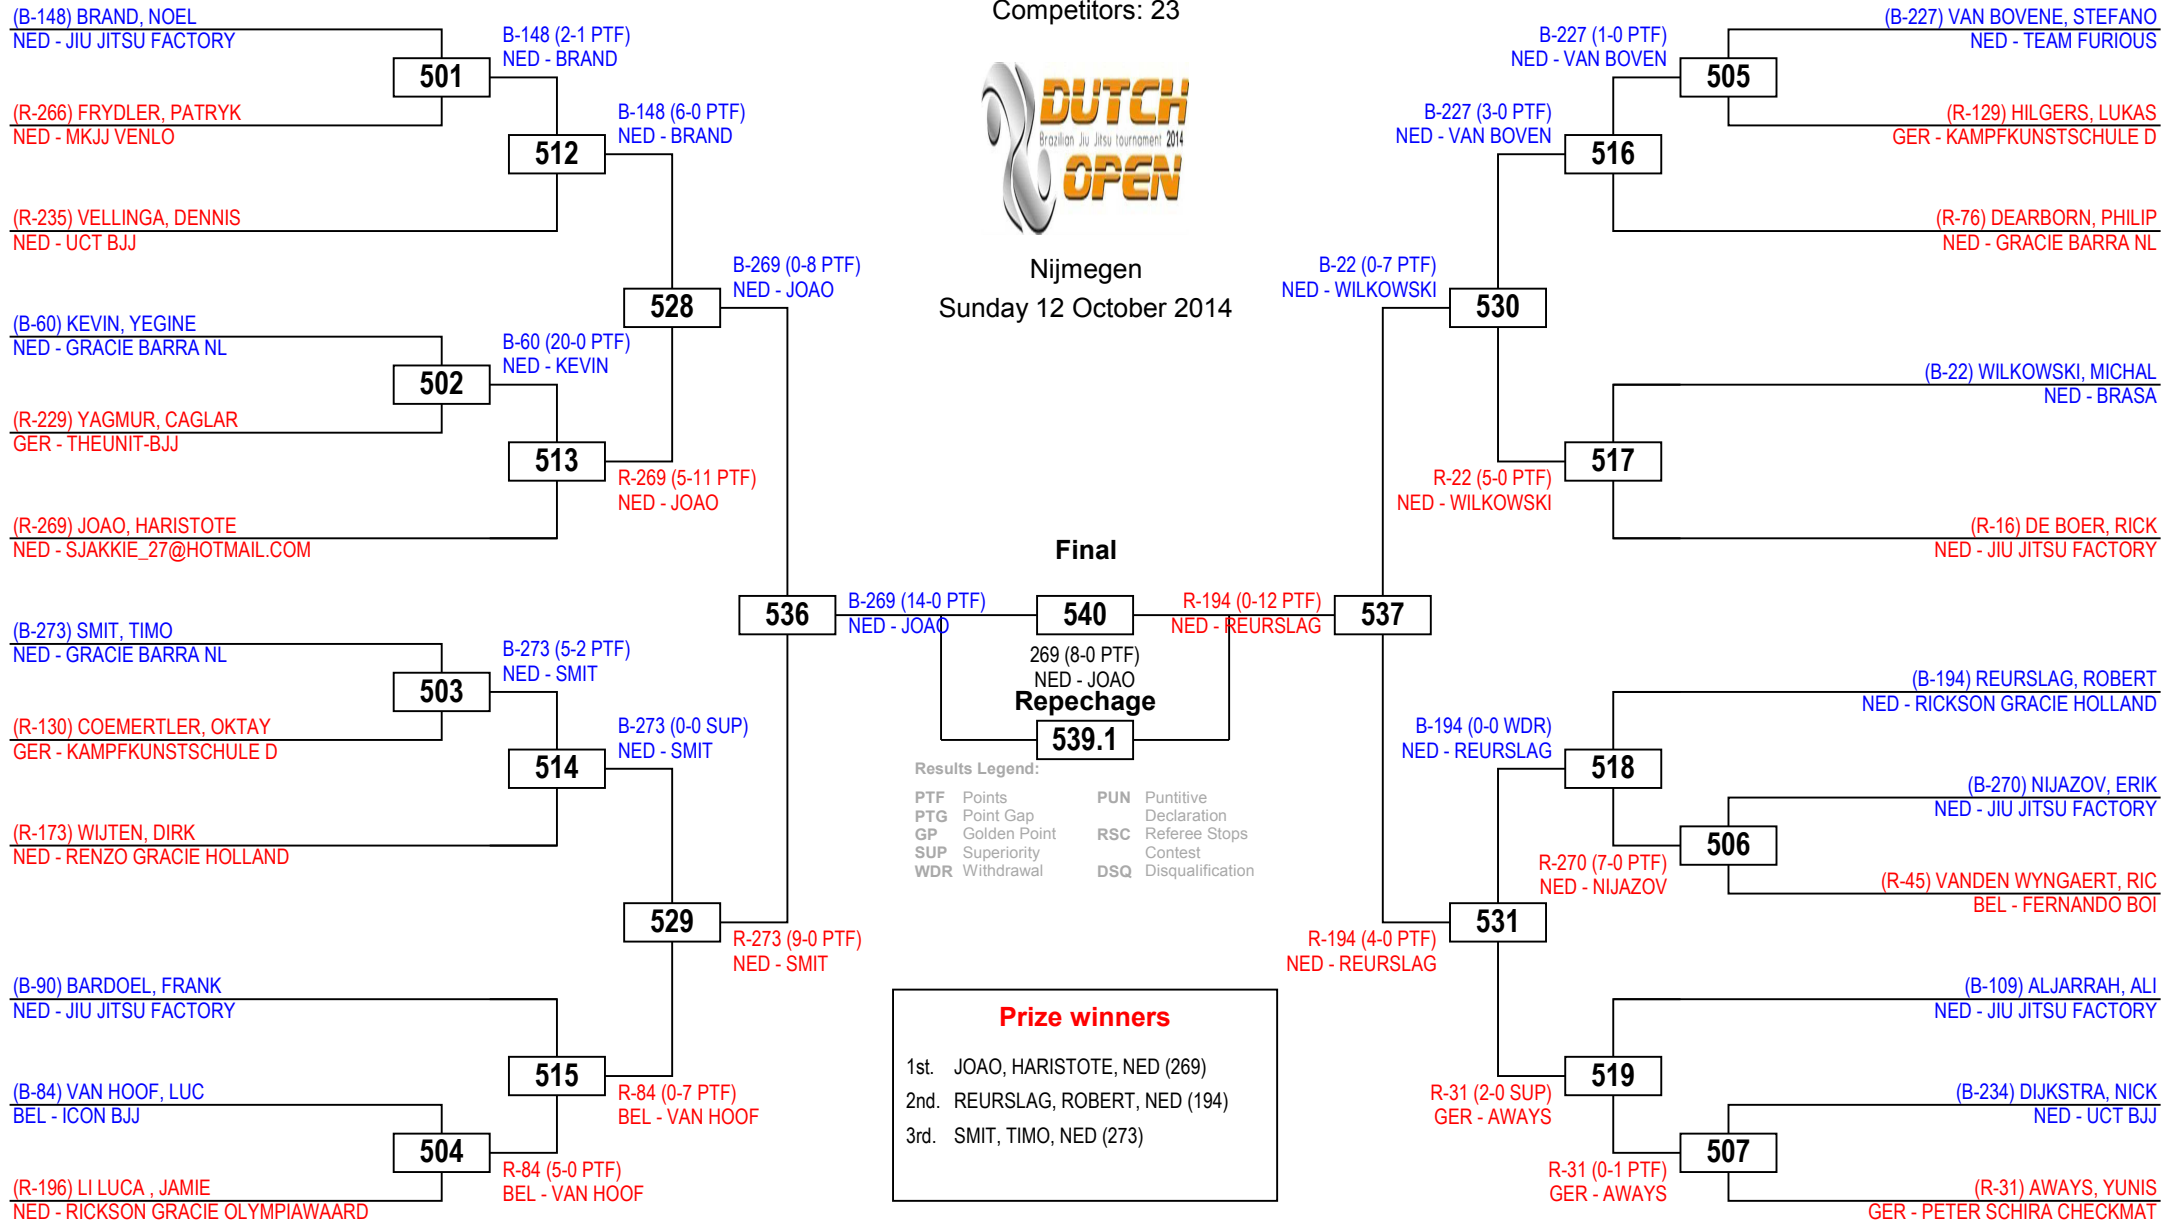 Competitors: 23
DUTCH
Brazilian Jiu Jitsu tournament 2014
OPEN
Nijmegen
Sunday 12 October 2014
(B-148) BRAND, NOEL
NED - JIU JITSU FACTORY
501
(R-266) FRYDLER, PATRYK
NED - MKJJ VENLO
B-148 (2-1 PTF)
NED - BRAND
512
(R-235) VELLINGA, DENNIS
NED - UCT BJJ
B-148 (6-0 PTF)
NED - BRAND
528
(B-60) KEVIN, YEGINE
NED - GRACIE BARRA NL
502
(R-229) YAGMUR, CAGLAR
GER - THEUNIT-BJJ
B-60 (20-0 PTF)
NED - KEVIN
513
(R-269) JOAO, HARISTOTE
NED - SJAKKIE_27@HOTMAIL.COM
R-269 (5-11 PTF)
NED - JOAO
B-269 (0-8 PTF)
NED - JOAO
536
(B-273) SMIT, TIMO
NED - GRACIE BARRA NL
503
(R-130) COEMERTLER, OKTAY
GER - KAMPFKUNSTSCHULE D
B-273 (5-2 PTF)
NED - SMIT
514
(R-173) WIJTEN, DIRK
NED - RENZO GRACIE HOLLAND
B-273 (0-0 SUP)
NED - SMIT
529
(B-90) BARDOEL, FRANK
NED - JIU JITSU FACTORY
515
(B-84) VAN HOOF, LUC
BEL - ICON BJJ
504
(R-196) LI LUCA , JAMIE
NED - RICKSON GRACIE OLYMPIAWAARD
R-84 (5-0 PTF)
BEL - VAN HOOF
R-84 (0-7 PTF)
BEL - VAN HOOF
R-273 (9-0 PTF)
NED - SMIT
B-269 (14-0 PTF)
NED - JOAO
Final
540
269 (8-0 PTF)
NED - JOAO
Repechage
539.1
R-194 (0-12 PTF)
NED - REURSLAG
537
Results Legend:
PTF Points
PTG Point Gap
GP Golden Point
SUP Superiority
WDR Withdrawal
PUN Puntitive
Declaration
RSC Referee Stops
Contest
DSQ Disqualification
Prize winners
1st. JOAO, HARISTOTE, NED (269)
2nd. REURSLAG, ROBERT, NED (194)
3rd. SMIT, TIMO, NED (273)
(B-227) VAN BOVENE, STEFANO
NED - TEAM FURIOUS
505
(R-129) HILGERS, LUKAS
GER - KAMPFKUNSTSCHULE D
B-227 (1-0 PTF)
NED - VAN BOVEN
516
(R-76) DEARBORN, PHILIP
NED - GRACIE BARRA NL
B-227 (3-0 PTF)
NED - VAN BOVEN
530
B-22 (0-7 PTF)
NED - WILKOWSKI
(B-22) WILKOWSKI, MICHAL
NED - BRASA
517
(R-16) DE BOER, RICK
NED - JIU JITSU FACTORY
R-22 (5-0 PTF)
NED - WILKOWSKI
(B-194) REURSLAG, ROBERT
NED - RICKSON GRACIE HOLLAND
518
B-194 (0-0 WDR)
NED - REURSLAG
(B-270) NIJAZOV, ERIK
NED - JIU JITSU FACTORY
506
(R-45) VANDEN WYNGAERT, RIC
BEL - FERNANDO BOI
R-270 (7-0 PTF)
NED - NIJAZOV
531
R-194 (4-0 PTF)
NED - REURSLAG
(B-109) ALJARRAH, ALI
NED - JIU JITSU FACTORY
519
R-31 (2-0 SUP)
GER - AWAYS
(B-234) DIJKSTRA, NICK
NED - UCT BJJ
507
(R-31) AWAYS, YUNIS
GER - PETER SCHIRA CHECKMAT
R-31 (0-1 PTF)
GER - AWAYS